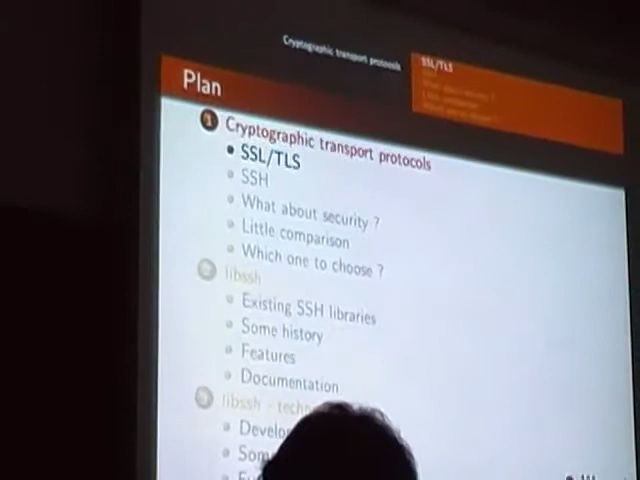 Cryptographic transport protocols
SSL/TLS
Plan
1 Cryptographic transport protocols
SSL/TLS
SSH
What about security ?
Little comparison
Which one to choose ?
2 libssh
Existing SSH libraries
Some history
Features
Documentation
3 libssh -